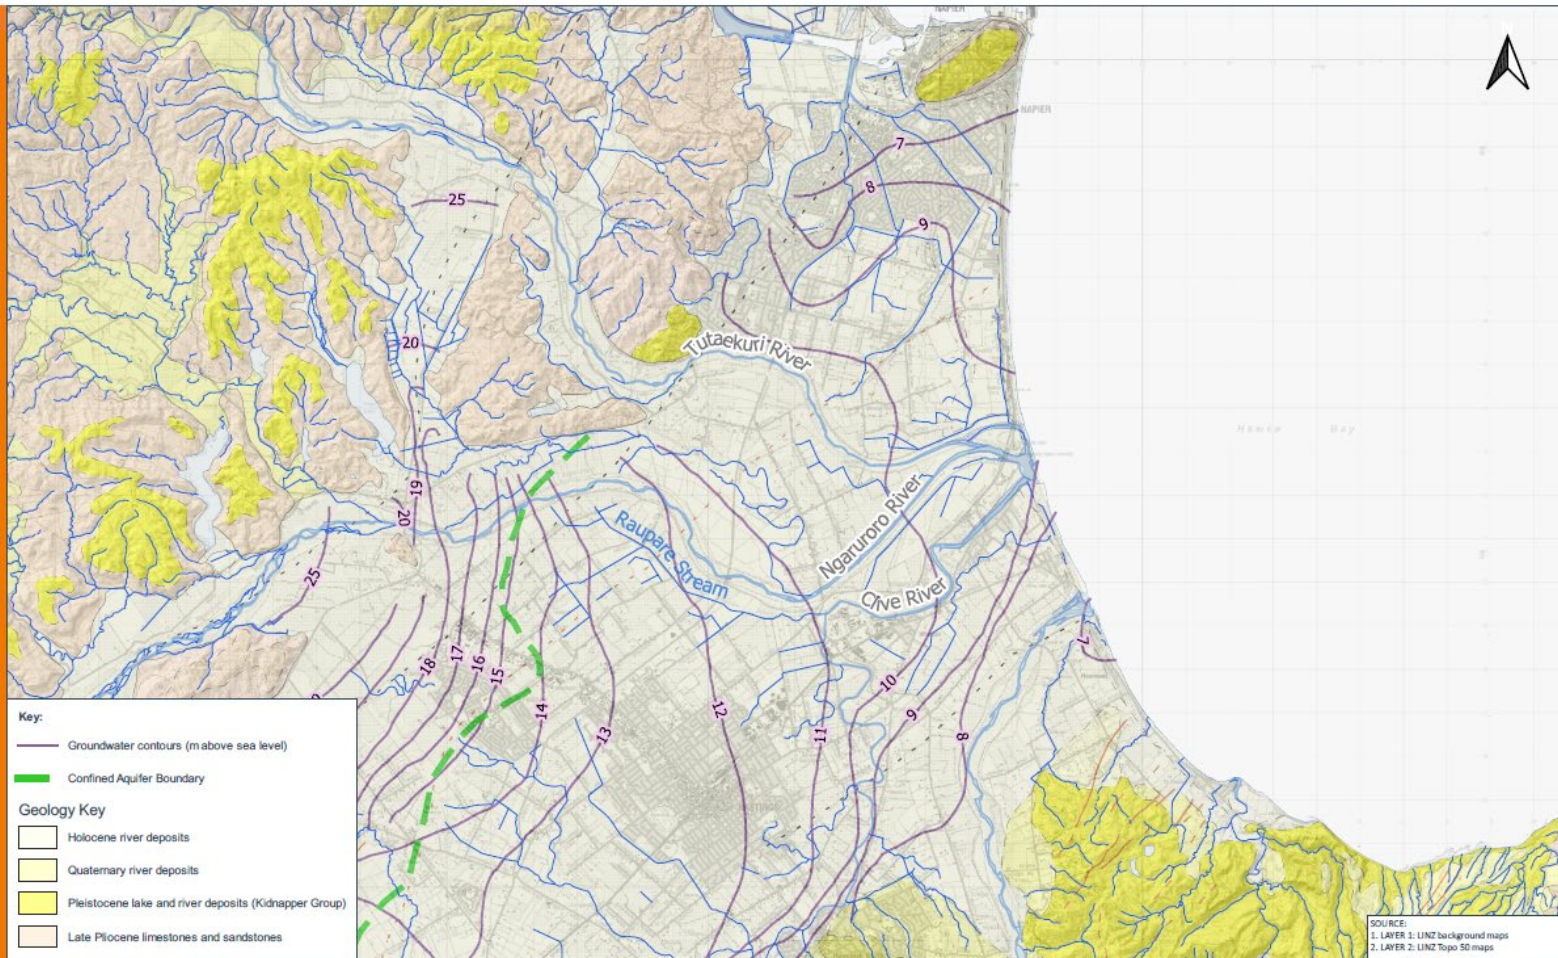 NAPIER
NAPIER
7
8
9
25
20
Tutaekuri River
Hawke Bay
19
20
25
Raupare Stream
Ngaruroro River
Clive River
7
18
17
16
15
14
13
12
11
10
9
8
Key:
Groundwater contours (m above sea level)
Confined Aquifer Boundary
Geology Key
Holocene river deposits
Quaternary river deposits
Pleistocene lake and river deposits (Kidnapper Group)
Late Pliocene limestones and sandstones
SOURCE:
1. LAYER 1: LINZ background maps
2. LAYER 2: LINZ Topo 50 maps